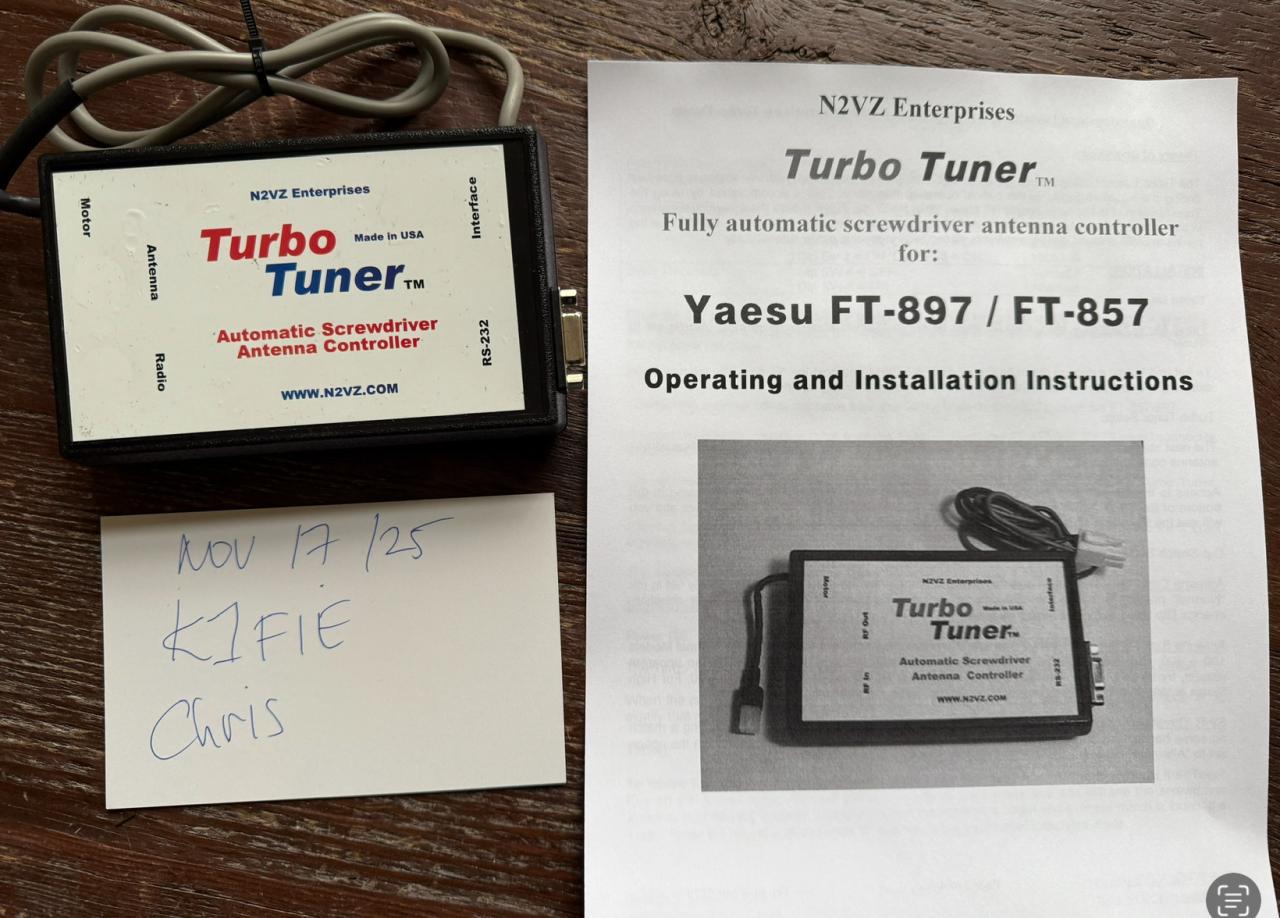 N2VZ Enterprises
Motor
Interface
Antenna
Turbo Made in USA
Tuner™
Radio
RS-232
Automatic Screwdriver
Antenna Controller
WWW.N2VZ.COM
NOV 17 /25
K1FIE
Chris
N2VZ Enterprises
Turbo Tuner™
Fully automatic screwdriver antenna controller
for:
Yaesu FT-897 / FT-857
Operating and Installation Instructions
N2VZ Enterprises
Motor
Interface
RF Out
Turbo Made in USA
Tuner™
RF In
RS-232
Automatic Screwdriver
Antenna Controller
WWW.N2VZ.COM